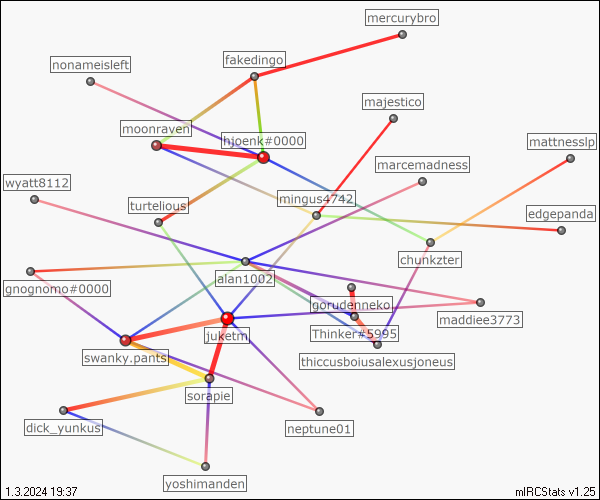 mercurybro
fakedingo
nonameisleft
majestico
moonraven
hjoenk#0000
mattnesslp
marcemadness
wyatt8112
mingus4742
turtelious
edgepanda
chunkzter
alan1002
gnognomo#0000
gorudenneko
maddiee3773
Thinker#5995
juketm
swanky.pants
thiccusboiusalexusjoneus
sorapie
dick_yunkus
neptune01
yoshimanden
1.3.2024 19:37
mIRCStats v1.25